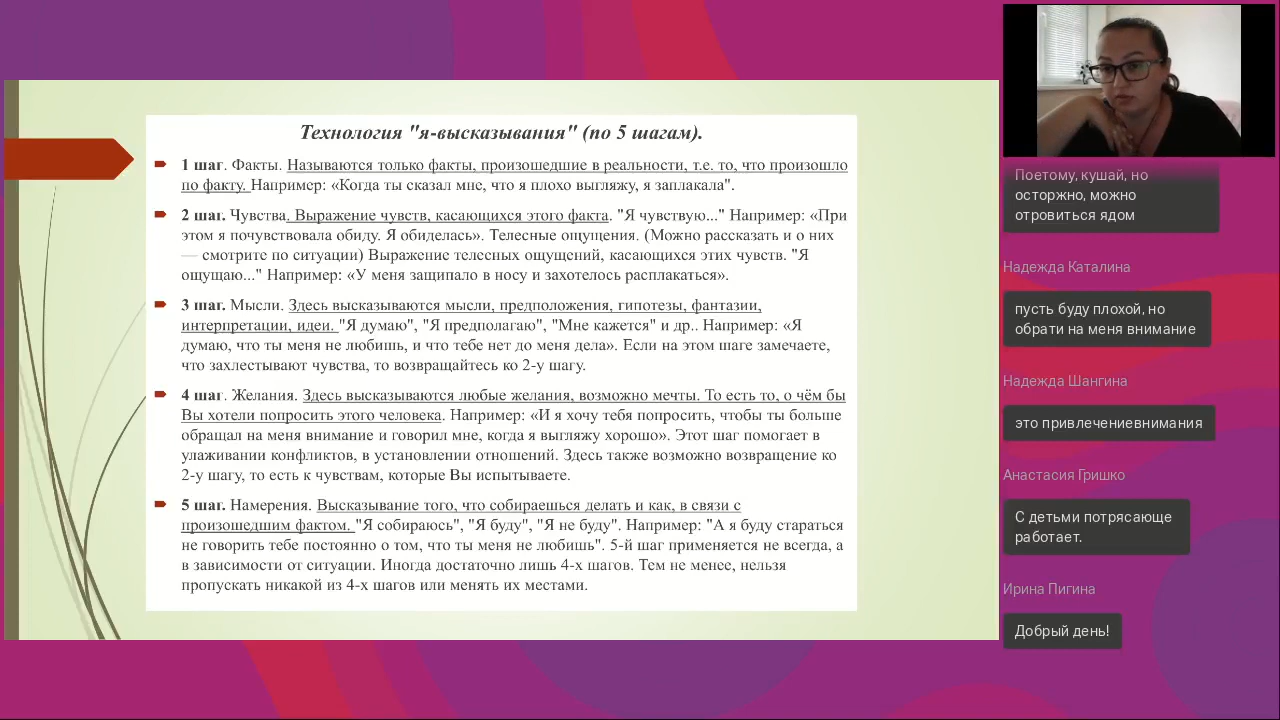 Технология "я-высказывания" (по 5 шагам).
1 шаг. Факты. Называются только факты, произошедшие в реальности, т.е. то, что произошло
по факту. Например: «Когда ты сказал мне, что я плохо выгляжу, я заплакала".
2 шаг. Чувства. Выражение чувств, касающихся этого факта. "Я чувствую..." Например: «При
этом я почувствовала обиду. Я обиделась». Телесные ощущения. (Можно рассказать и о них
— смотрите по ситуации) Выражение телесных ощущений, касающихся этих чувств. "Я
ощущаю..." Например: «У меня защипало в носу и захотелось расплакаться».
3 шаг. Мысли. Здесь высказываются мысли, предположения, гипотезы, фантазии,
интерпретации, идеи. "Я думаю", "Я предполагаю", "Мне кажется" и др.. Например: «Я
думаю, что ты меня не любишь, и что тебе нет до меня дела». Если на этом шаге замечаете,
что захлестывают чувства, то возвращайтесь ко 2-у шагу.
4 шаг. Желания. Здесь высказываются любые желания, возможно мечты. То есть то, о чём бы
Вы хотели попросить этого человека. Например: «И я хочу тебя попросить, чтобы ты больше
обращал на меня внимание и говорил мне, когда я выгляжу хорошо». Этот шаг помогает в
улаживании конфликтов, в установлении отношений. Здесь также возможно возвращение ко
2-у шагу, то есть к чувствам, которые Вы испытываете.
5 шаг. Намерения. Высказывание того, что собираешься делать и как, в связи с
произошедшим фактом. "Я собираюсь", "Я буду", "Я не буду". Например: "А я буду стараться
не говорить тебе постоянно о том, что ты меня не любишь". 5-й шаг применяется не всегда, а
в зависимости от ситуации. Иногда достаточно лишь 4-х шагов. Тем не менее, нельзя
пропускать никакой из 4-х шагов или менять их местами.
Поетому, кушай, но
осторжно, можно
отровиться ядом
Надежда Каталина
пусть буду плохой, но
обрати на меня внимание
Надежда Шангина
это привлечениевнимания
Анастасия Гришко
С детьми потрясающе
работает.
Ирина Пигина
Добрый день!